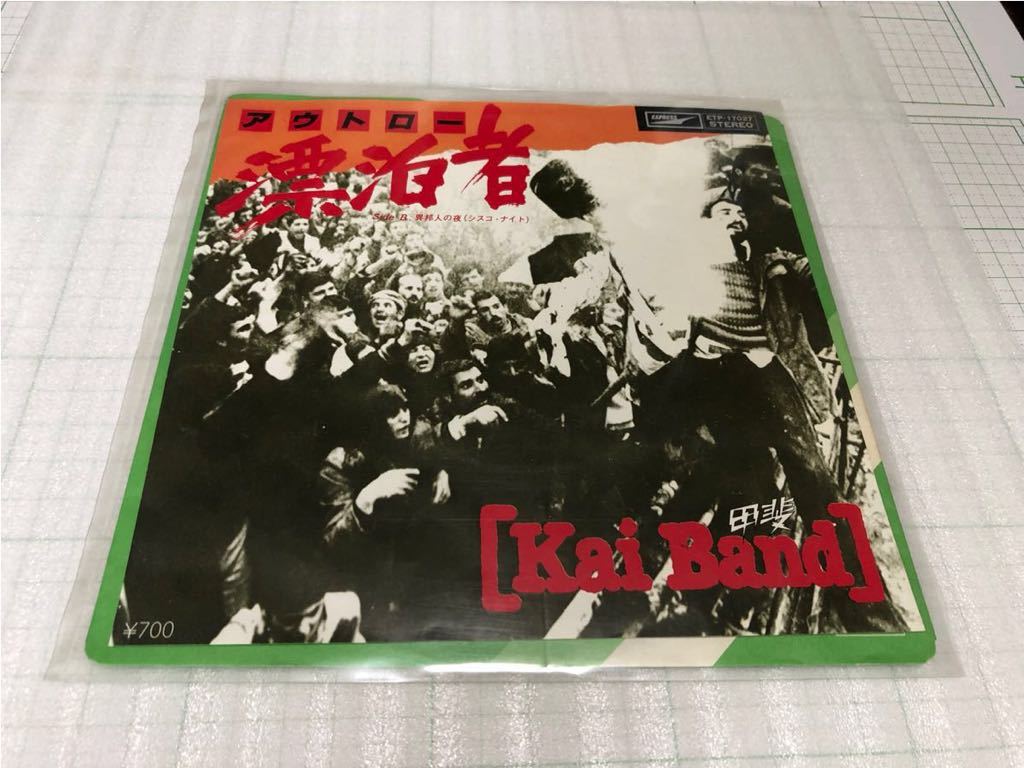 アウトロー
漂泊者
Side B. 異邦人の夜(シスコ・ナイト)
EXPRESS
ETP-17027
STEREO
甲斐
[Kai Band]
¥700